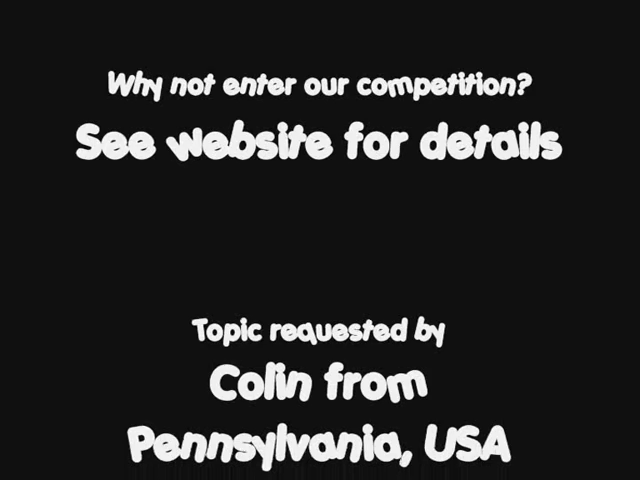 Why not enter our competition?
See website for details
Topic requested by
Colin from
Pennsylvania, USA